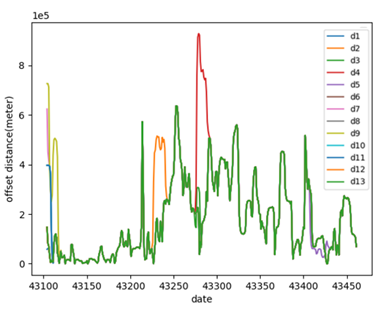 1e6
offset distance(meter)
8
6
4
2
0
43100 43150 43200 43250 43300 43350 43400 43450
date
d1
d2
d3
d4
d5
d6
d7
d8
d9
d10
d11
d12
d13